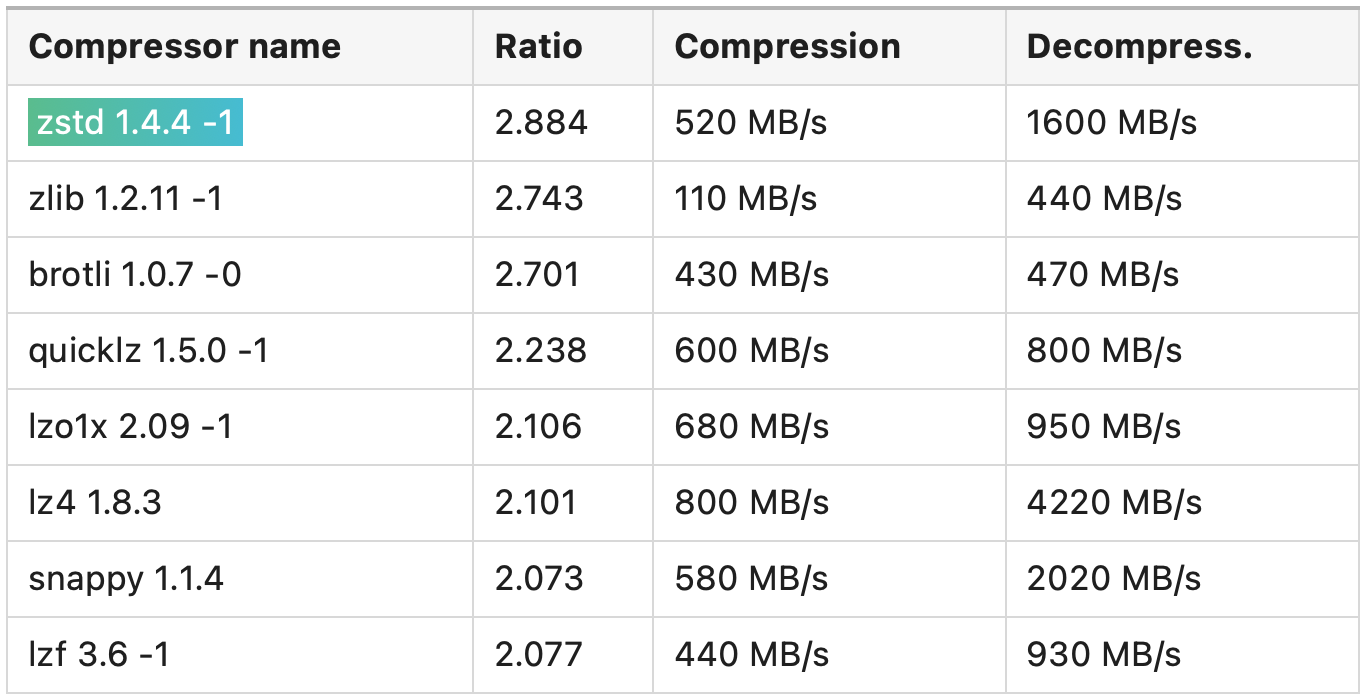 Compressor name Ratio Compression Decompress.
zstd 1.4.4 -1 2.884 520 MB/s 1600 MB/s
zlib 1.2.11 -1 2.743 110 MB/s 440 MB/s
brotli 1.0.7 -0 2.701 430 MB/s 470 MB/s
quicklz 1.5.0 -1 2.238 600 MB/s 800 MB/s
lzo1x 2.09 -1 2.106 680 MB/s 950 MB/s
lz4 1.8.3 2.101 800 MB/s 4220 MB/s
snappy 1.1.4 2.073 580 MB/s 2020 MB/s
lzf 3.6 -1 2.077 440 MB/s 930 MB/s